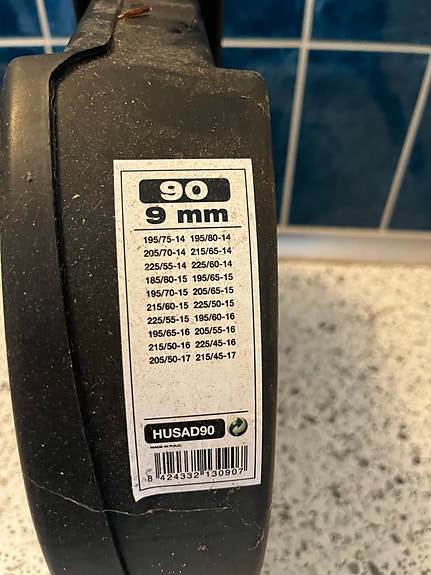 90
9 mm
195/75-14 195/80-14
205/70-14 215/65-14
225/55-14 225/60-14
185/80-15 195/65-15
195/70-15 205/65-15
215/60-15 225/50-15
225/55-15 195/60-16
195/65-16 205/55-16
215/50-16 225/45-16
205/50-17 215/45-17
HUSAD90
MADE IN P.R.C.
8 424332 130907